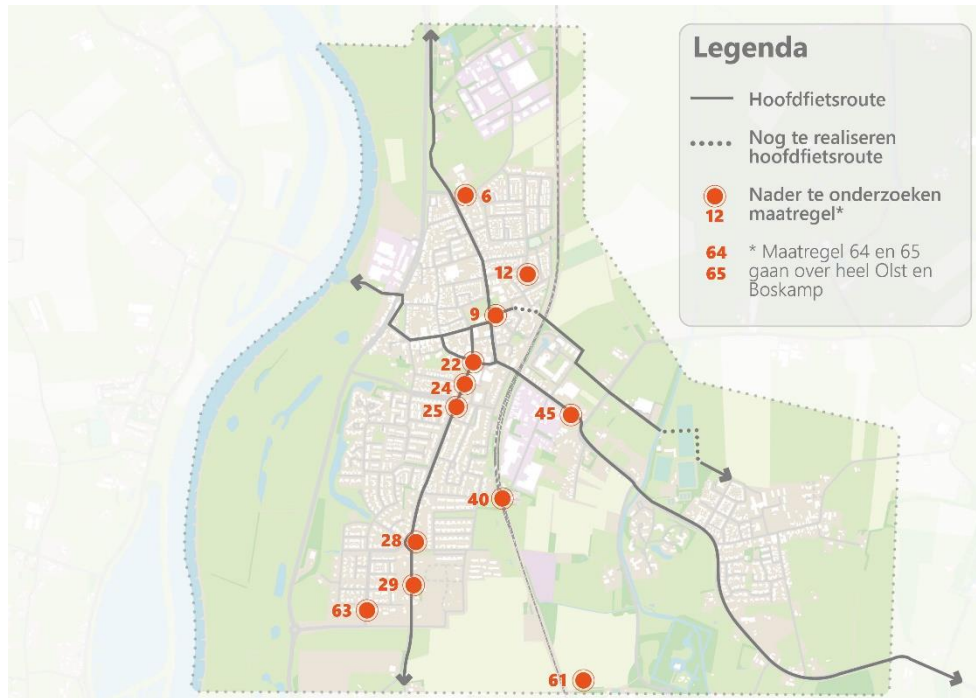 Legenda
Hoofdfietsroute
Nog te realiseren
hoofdfietsroute
Nader te onderzoeken
12 maatregel*
64 * Maatregel 64 en 65
65 gaan over heel Olst en
Boskamp
6
12
9
22
24
25
45
40
28
29
63
61